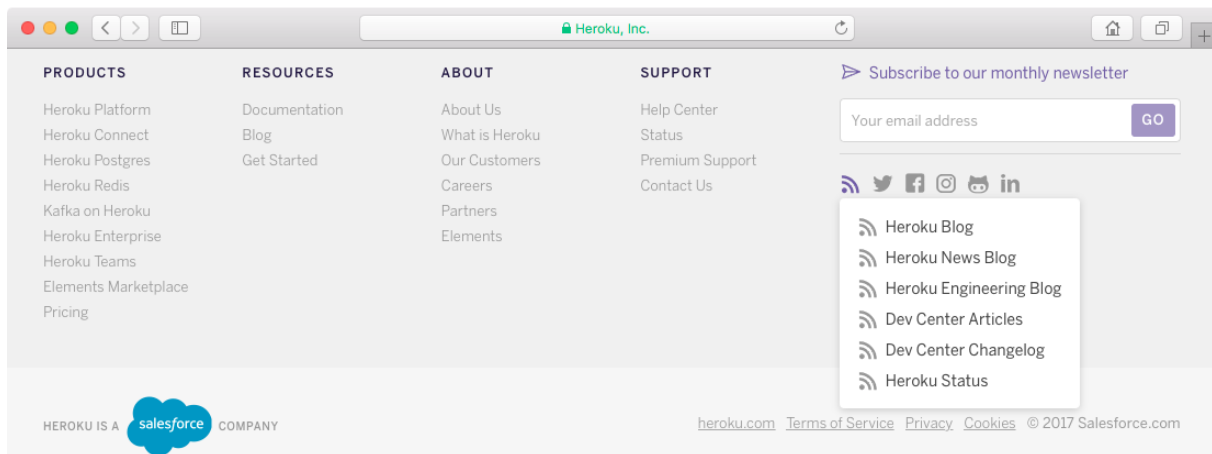 Heroku, Inc.
PRODUCTS
Heroku Platform
Heroku Connect
Heroku Postgres
Heroku Redis
Kafka on Heroku
Heroku Enterprise
Heroku Teams
Elements Marketplace
Pricing
RESOURCES
Documentation
Blog
Get Started
ABOUT
About Us
What is Heroku
Our Customers
Careers
Partners
Elements
SUPPORT
Help Center
Status
Premium Support
Contact Us
Subscribe to our monthly newsletter
Your email address GO
Heroku Blog
Heroku News Blog
Heroku Engineering Blog
Dev Center Articles
Dev Center Changelog
Heroku Status
HEROKU IS A salesforce COMPANY
heroku.com Terms of Service Privacy Cookies © 2017 Salesforce.com